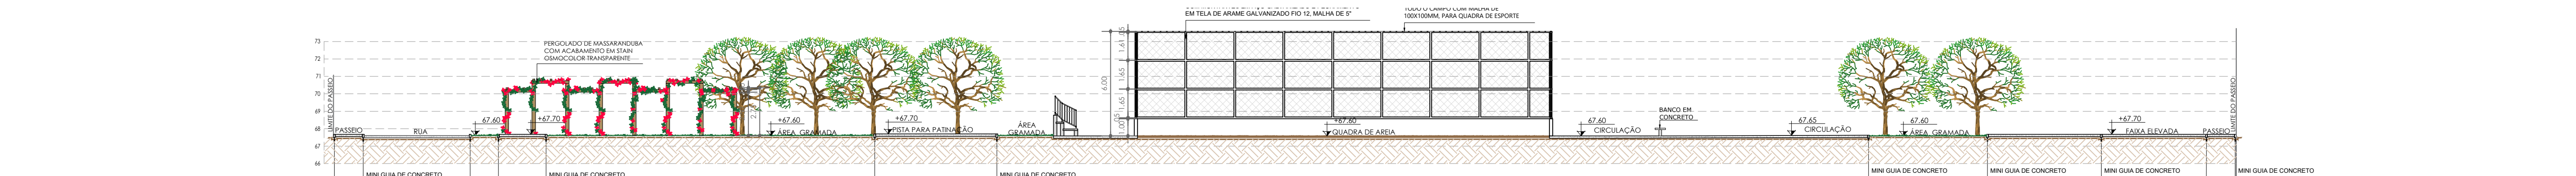 EM TELA DE ARAME GALVANIZADO FIO 12, MALHA DE 5"
TODO O CAMPO COM MALHA DE
100X100MM, PARA QUADRA DE ESPORTE
PERGOLADO DE MASSARANDUBA
COM ACABAMENTO EM STAIN
OSMOCOLOR-TRANSPARENTE
73
72
71
70
69
68
67
66
LIMITE DO PASSEIO
PASSEIO
RUA
67.60
+67.70
+67.60
ÁREA GRAMADA
+67.70
PISTA PARA PATINAÇÃO
ÁREA
GRAMADA
6,00
1.65
1.65
+67.60
QUADRA DE AREIA
67.60
CIRCULAÇÃO
BANCO EM
CONCRETO
67.65
CIRCULAÇÃO
67.60
ÁREA GRAMADA
+67.70
FAIXA ELEVADA
PASSEIO
LIMITE DO PASSEIO
MINI GUIA DE CONCRETO
MINI GUIA DE CONCRETO
MINI GUIA DE CONCRETO
MINI GUIA DE CONCRETO
MINI GUIA DE CONCRETO
MINI GUIA DE CONCRETO
MINI GUIA DE CONCRETO